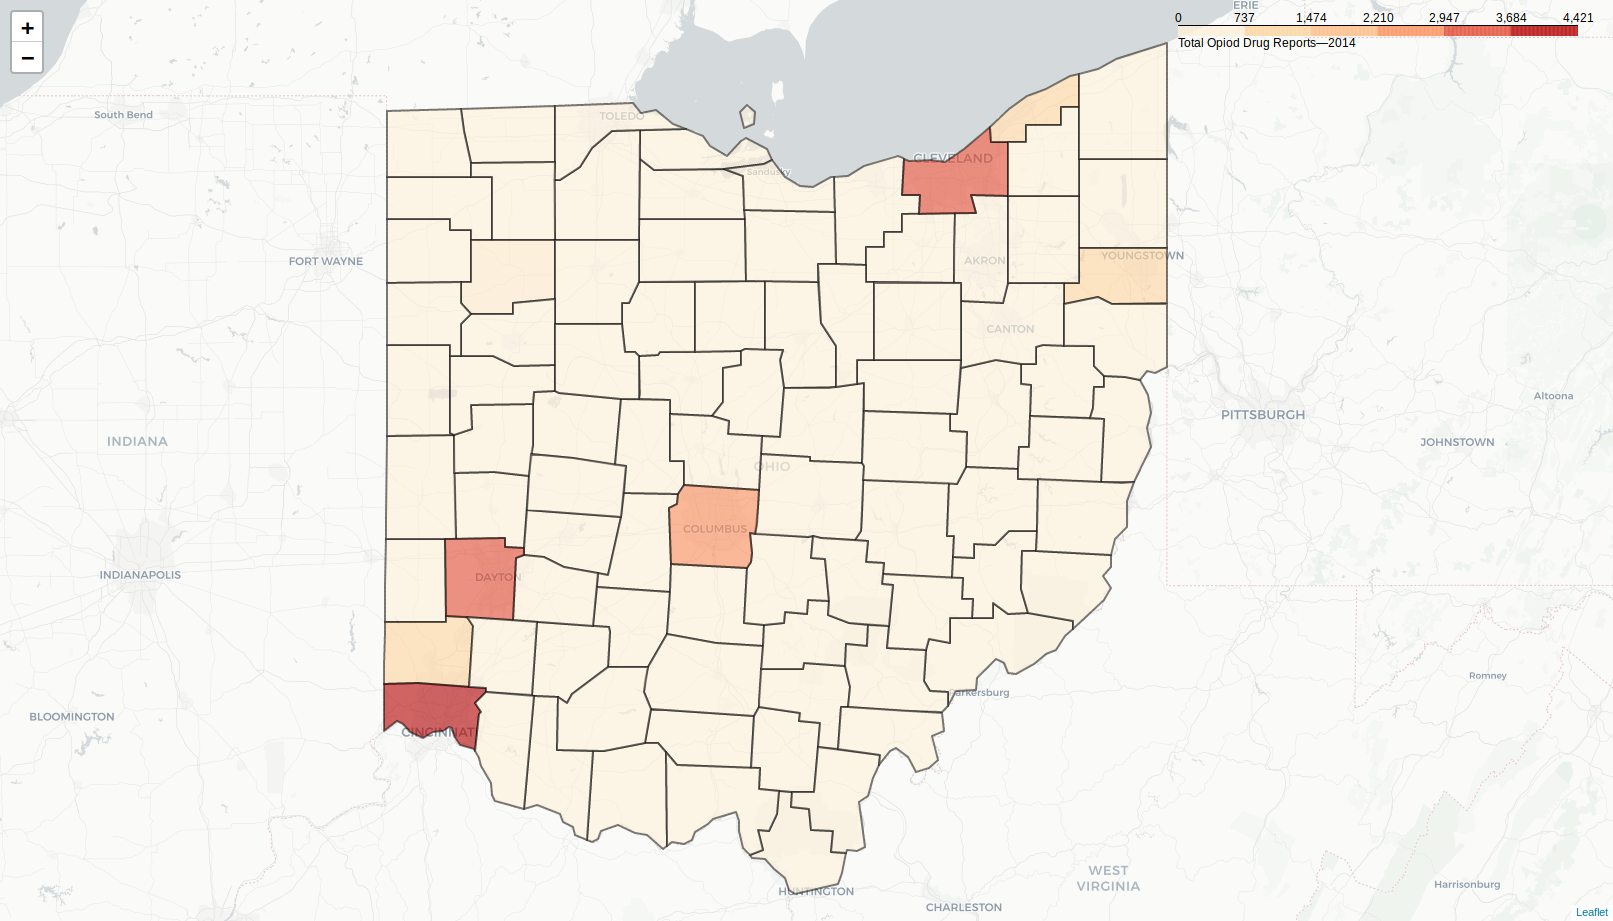 +
−
ERIE
0 737 1,474 2,210 2,947 3,684 4,421
Total Opiod Drug Reports—2014
South Bend
TOLEDO
CLEVELAND
Sandusky
FORT WAYNE
AKRON
YOUNGSTOWN
CANTON
Altoona
PITTSBURGH
INDIANA
JOHNSTOWN
OHIO
COLUMBUS
INDIANAPOLIS
DAYTON
Romney
arkersburg
BLOOMINGTON
CINCINNAT
WEST
VIRGINIA
Harrisonburg
HUNTINGTON
CHARLESTON
Leaflet